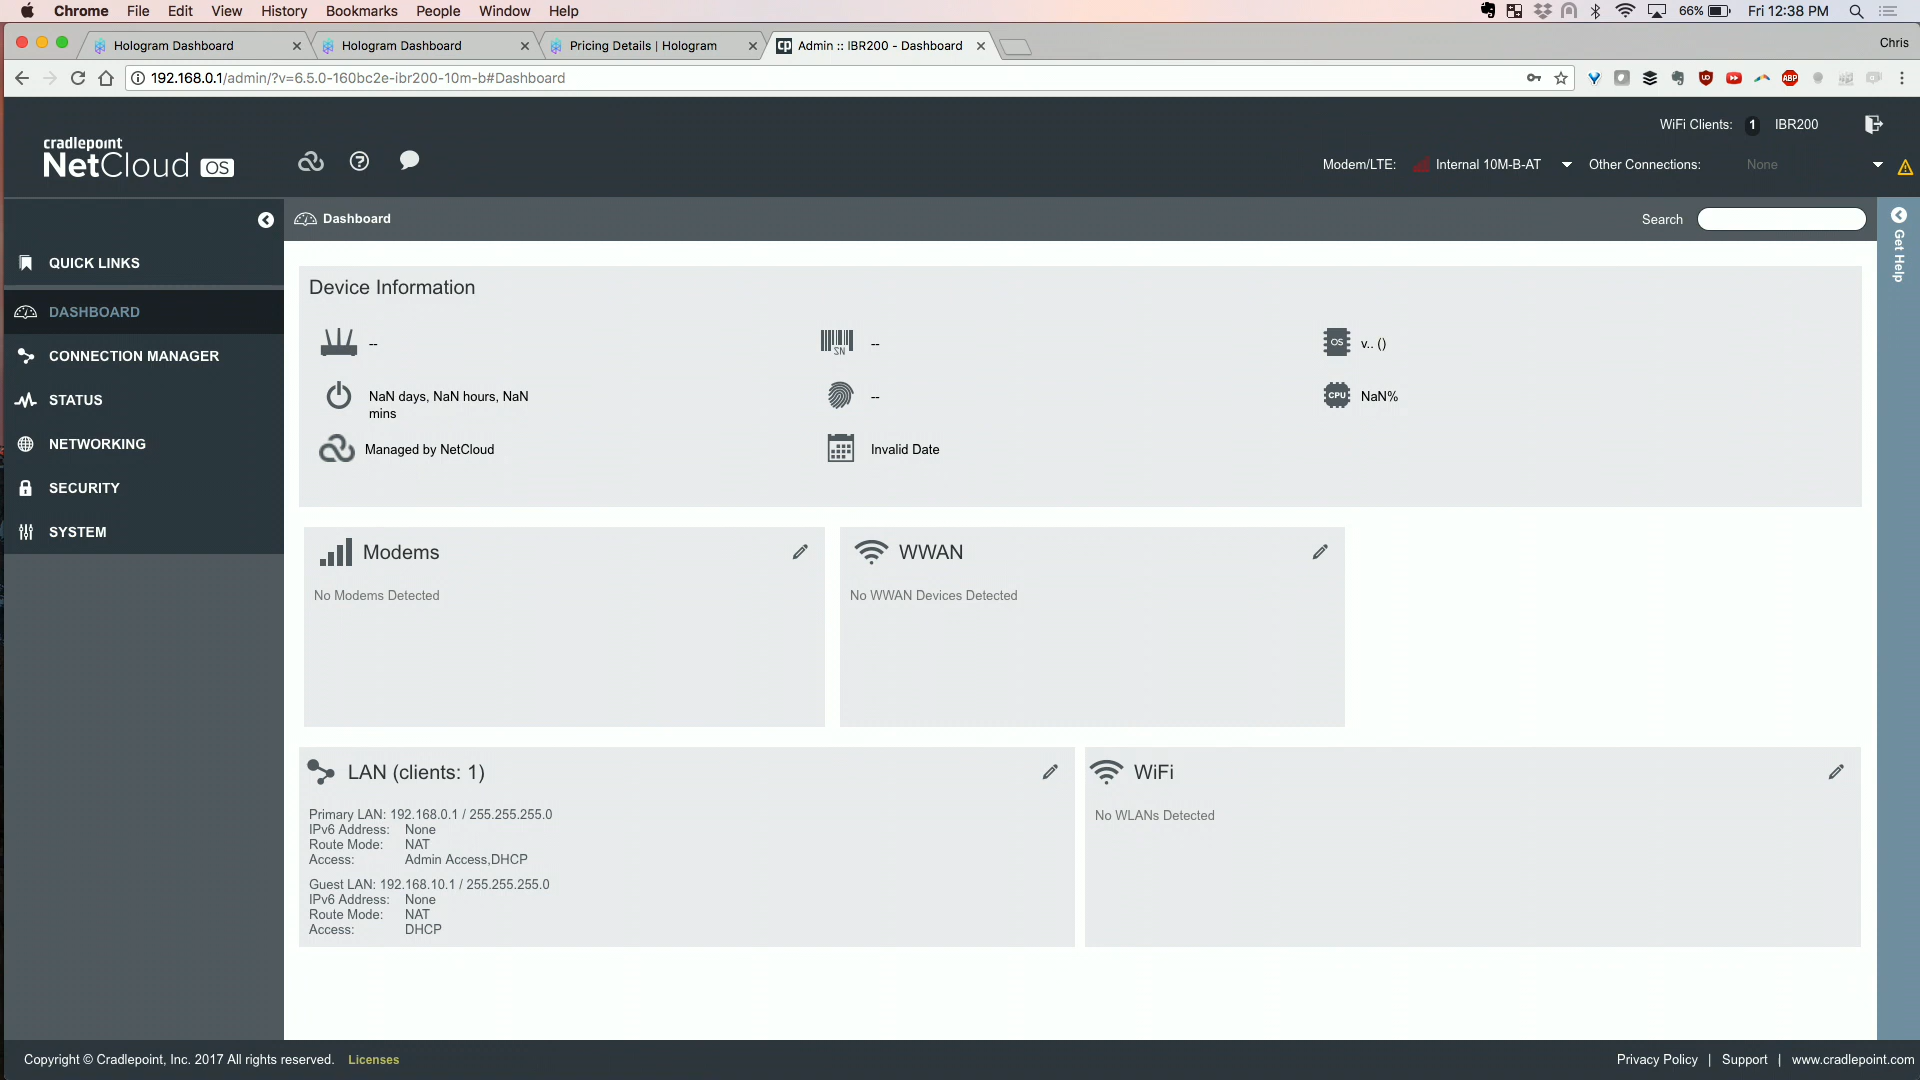 Chrome File Edit View History Bookmarks People Window Help 66% Fri 12:38 PM
Hologram Dashboard Hologram Dashboard Pricing Details | Hologram cp Admin :: IBR200 - Dashboard Chris
192.168.0.1/admin/?v=6.5.0-160bc2e-ibr200-10m-b#Dashboard ABP
WiFi Clients: 1 IBR200
cradlepoint
NetCloud OS
Modem/LTE: Internal 10M-B-AT Other Connections: None
Dashboard
Search
Get Help
QUICK LINKS
DASHBOARD
CONNECTION MANAGER
STATUS
NETWORKING
SECURITY
SYSTEM
Device Information
-- SN -- OS v.. ()
NaN days, NaN hours, NaN
mins
-- CPU NaN%
Managed by NetCloud Invalid Date
Modems
No Modems Detected
WWAN
No WWAN Devices Detected
LAN (clients: 1)
Primary LAN: 192.168.0.1 / 255.255.255.0
IPv6 Address: None
Route Mode: NAT
Access: Admin Access,DHCP
Guest LAN: 192.168.10.1 / 255.255.255.0
IPv6 Address: None
Route Mode: NAT
Access: DHCP
WiFi
No WLANs Detected
Copyright © Cradlepoint, Inc. 2017 All rights reserved. Licenses
Privacy Policy | Support | www.cradlepoint.com